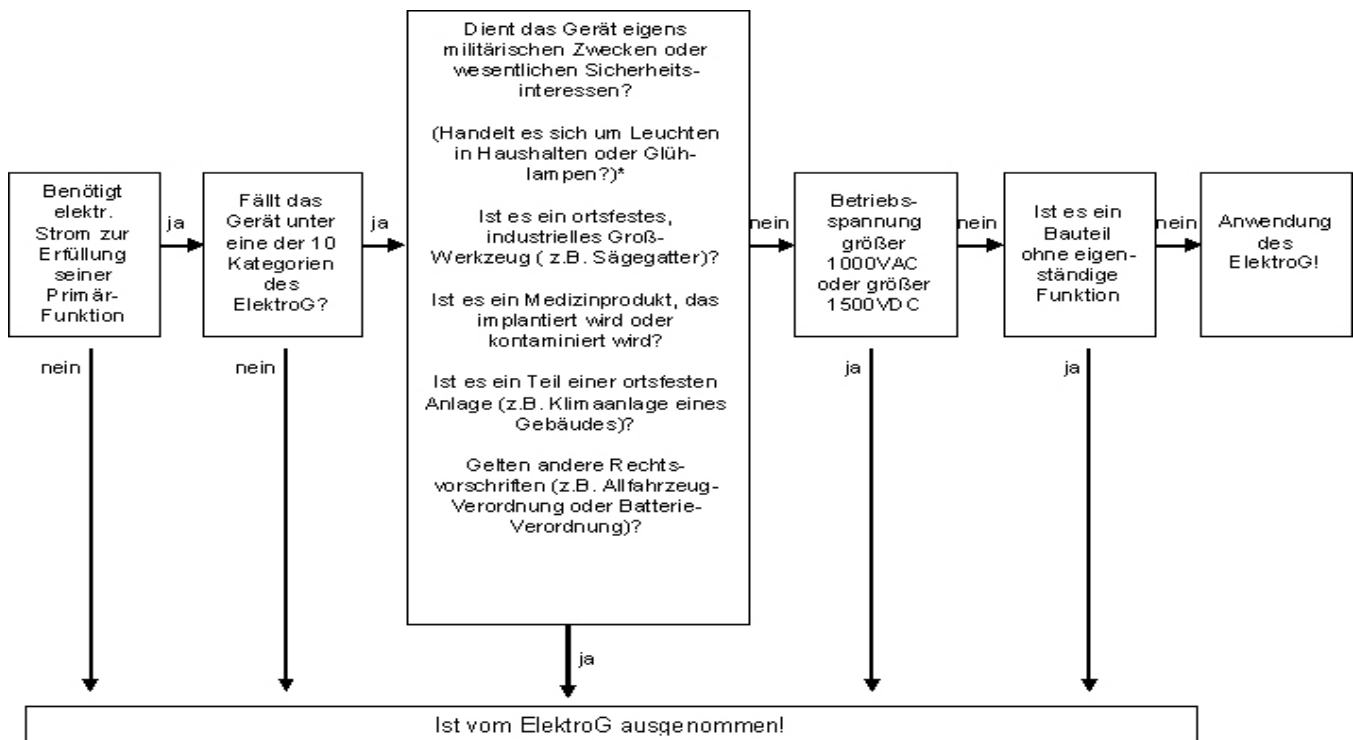 Benötigt
elektr.
Strom zur
Erfüllung
seiner
Primär-
Funktion
ja
nein
Fällt das
Gerät unter
eine der 10
Kategorien
des
ElektroG?
ja
nein
Dient das Gerät eigens
militärischen Zwecken oder
wesentlichen Sicherheits-
interessen?
(Handelt es sich um Leuchten
in Haushalten oder Glüh-
lampen?)*
Ist es ein ortsfestes,
industrielles Groß-
Werkzeug ( z.B. Sägegatter)?
Ist es ein Medizinprodukt, das
implantiert wird oder
kontaminiert wird?
Ist es ein Teil einer ortsfesten
Anlage (z.B. Klimaanlage eines
Gebäudes)?
Gelten andere Rechts-
vorschriften (z.B. Allfahrzeug-
Verordnung oder Batterie-
Verordnung)?
nein
ja
Betriebs-
spannung
größer
1000VAC
oder größer
1500VDC
nein
ja
Ist es ein
Bauteil
ohne eigen-
ständige
Funktion
nein
ja
Anwendung
des
ElektroG!
Ist vom ElektroG ausgenommen!